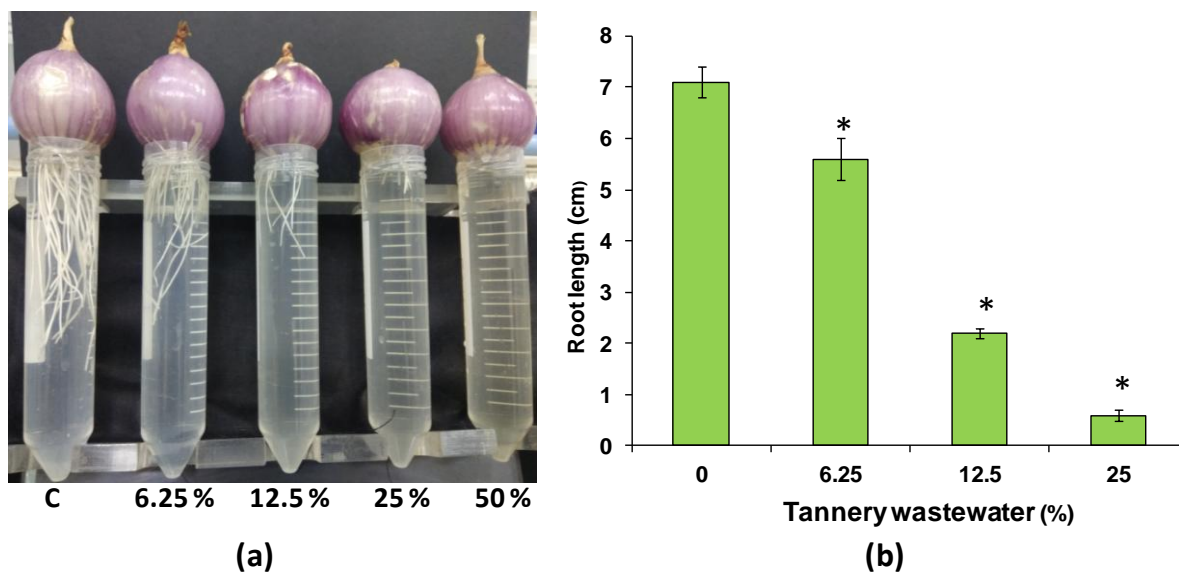 C 6.25 % 12.5 % 25 % 50 %
(a)
8
7
6
5
4
3
2
1
0
Root length (cm)
*
*
*
0 6.25 12.5 25
Tannery wastewater (%)
(b)